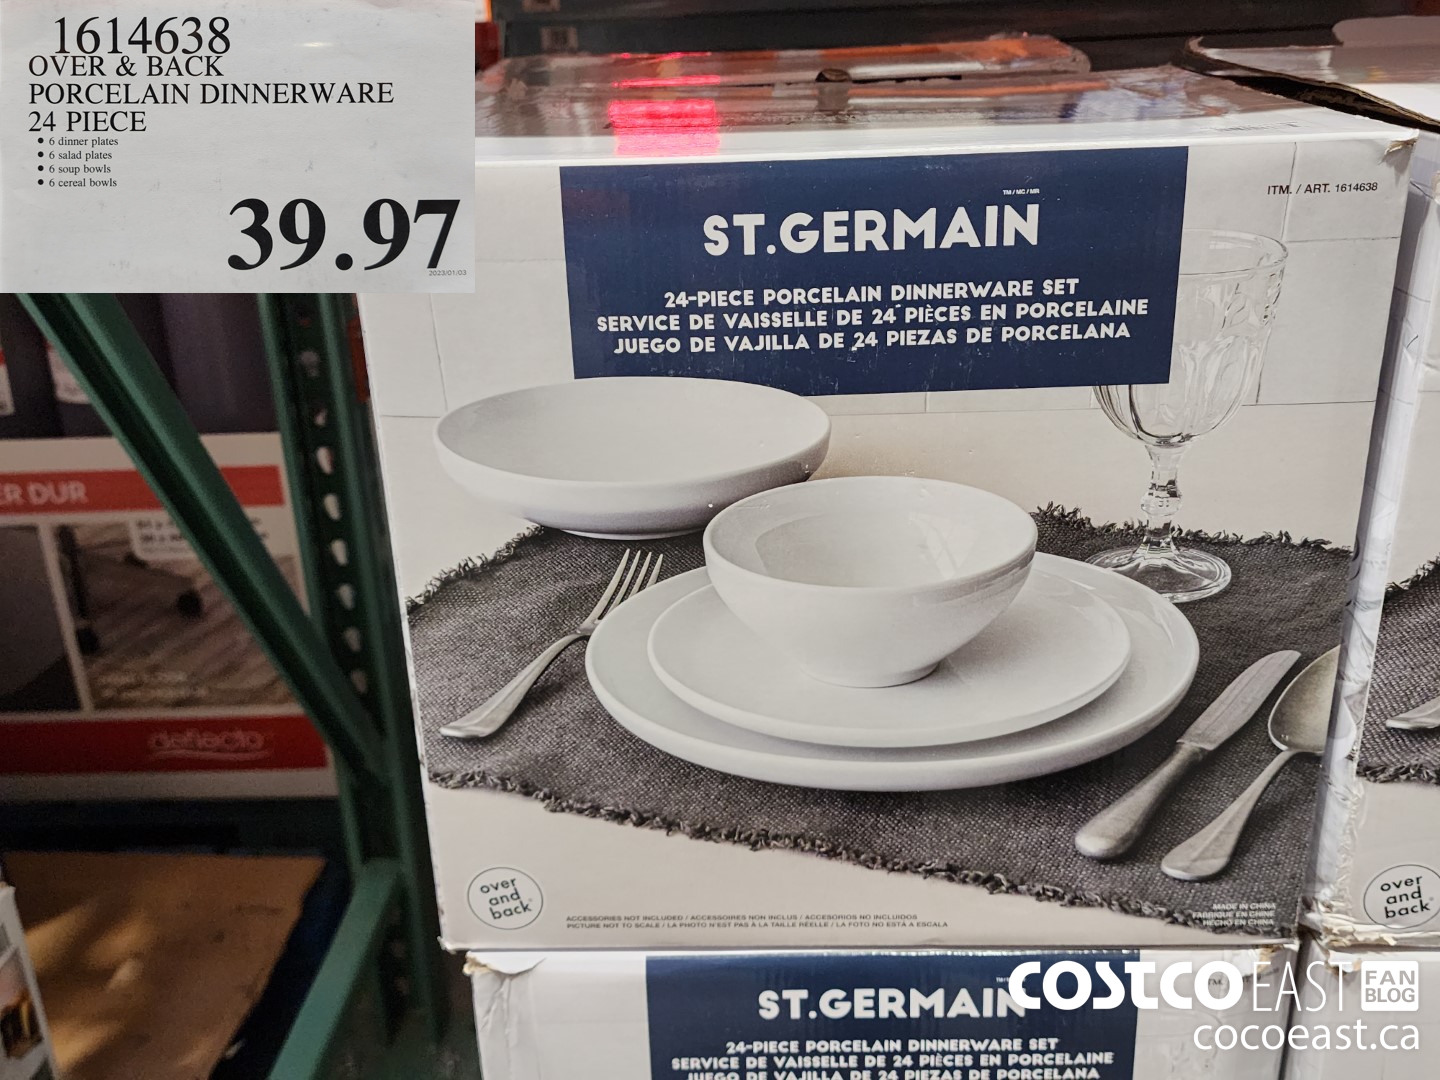 1614638
OVER & BACK
PORCELAIN DINNERWARE
24 PIECE
• 6 dinner plates
• 6 salad plates
• 6 soup bowls
• 6 cereal bowls
39.97
2023/01/03
ITM. / ART. 1614638
TM / MC / MR
ST.GERMAIN
24-PIECE PORCELAIN DINNERWARE SET
SERVICE DE VAISSELLE DE 24 PIÈCES EN PORCELAINE
JUEGO DE VAJILLA DE 24 PIEZAS DE PORCELANA
ER DUR
deflecto
over
and
back
ACCESSORIES NOT INCLUDED / ACCESSOIRES NON INCLUS / ACCESORIOS NO INCLUIDOS
PICTURE NOT TO SCALE / LA PHOTO N'EST PAS À LA TAILLE RÉELLE / LA FOTO NO ESTÁ A ESCALA
MADE IN CHINA
FABRIQUÉ EN CHINE
HECHO EN CHINA
over
and
back
ST.GERMAIN
24-PIECE PORCELAIN DINNERWARE SET
SERVICE DE VAISSELLE DE 24 PIÈCES EN PORCELAINE
JUEGO DE VAJILLA DE 24 PIEZAS DE PORCELANA
COSTCO EAST FAN BLOG
cocoeast.ca